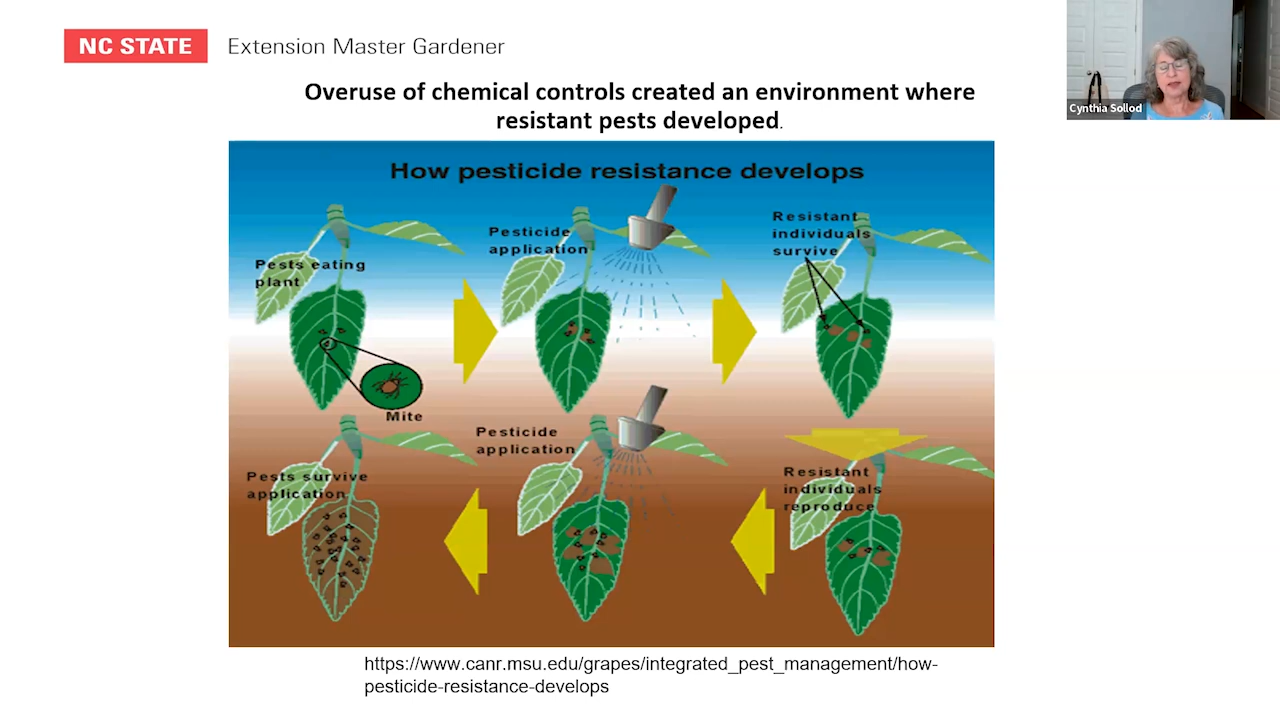 NC STATE Extension Master Gardener
Cynthia Sollod
Overuse of chemical controls created an environment where
resistant pests developed.
How pesticide resistance develops
Pests eating
plant
Mite
Pesticide
application
Resistant
individuals
survive
Resistant
individuals
reproduce
Pesticide
application
Pests survive
application
https://www.canr.msu.edu/grapes/integrated_pest_management/how-
pesticide-resistance-develops